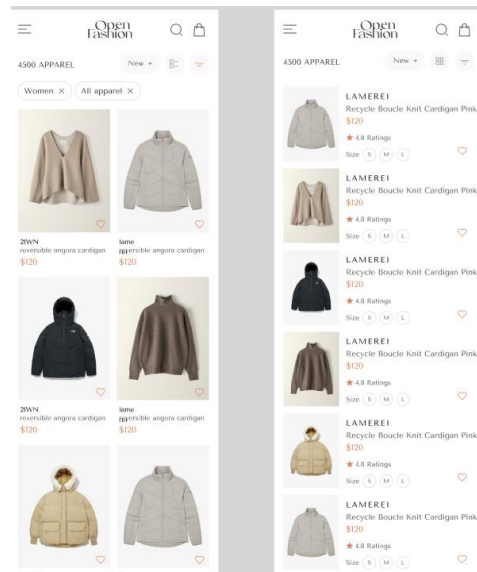 Open
Fashion
4500 APPAREL
New
Women ×
All apparel ×
21WN
reversible angora cardigan
$120
lame
reversible angora cardigan
$120
21WN
reversible angora cardigan
$120
lame
reversible angora cardigan
$120
Open
Fashion
4500 APPAREL
New
LAMEREI
Recycle Boucle Knit Cardigan Pink
$120
4.8 Ratings
Size S M L
LAMEREI
Recycle Boucle Knit Cardigan Pink
$120
4.8 Ratings
Size S M L
LAMEREI
Recycle Boucle Knit Cardigan Pink
$120
4.8 Ratings
Size S M L
LAMEREI
Recycle Boucle Knit Cardigan Pink
$120
4.8 Ratings
Size S M L
LAMEREI
Recycle Boucle Knit Cardigan Pink
$120
4.8 Ratings
Size S M L
LAMEREI
Recycle Boucle Knit Cardigan Pink
$120
4.8 Ratings
Size S M L